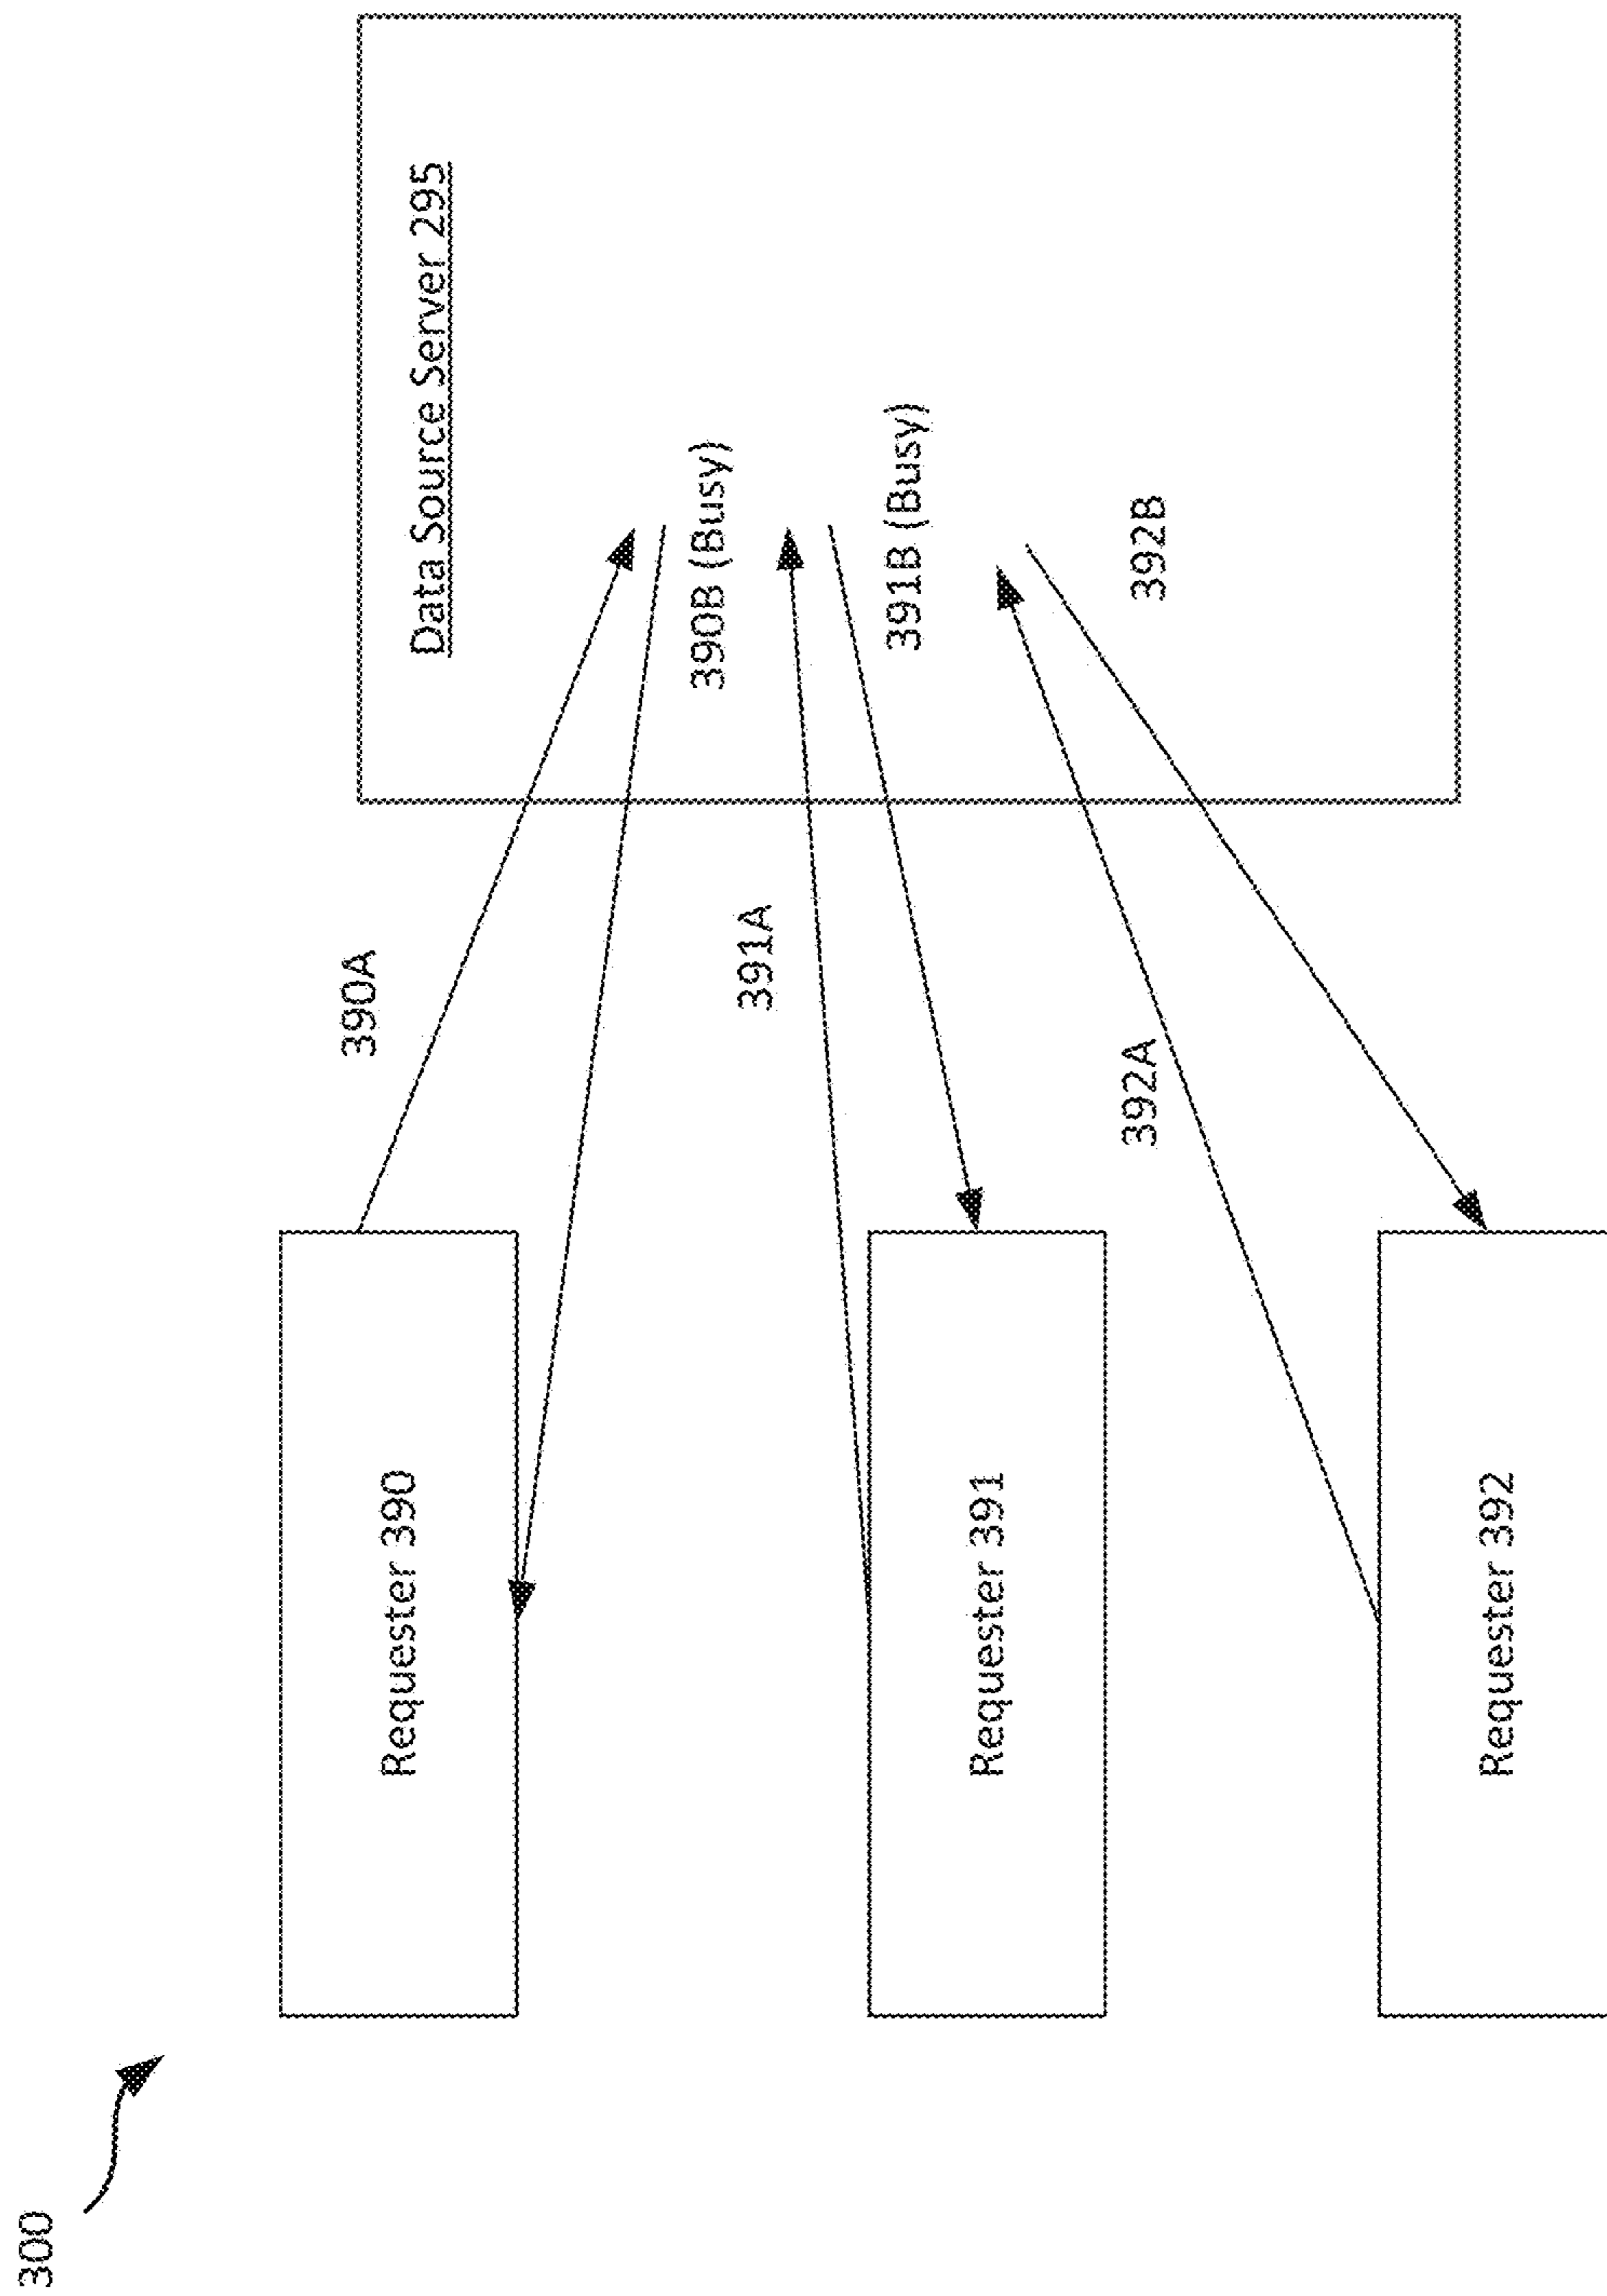 300
Data Source Server 295
390A
390B (Busy)
Requester 390
391A
391B (Busy)
Requester 391
392A
392B
Requester 392